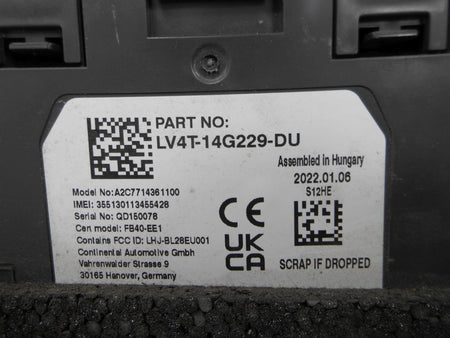 PART NO:
LV4T-14G229-DU
Assembled in Hungary
2022.01.06
S12HE
Model No:A2C7714361100
IMEI: 355130113455428
Serial No: QD150078
Cert model: FB40-EE1
Contains FCC ID: LHJ-BL28EU001
Continental Automotive Gmbh
Vahrenwalder Strasse 9
30165 Hanover, Germany
CE
UK
CA
SCRAP IF DROPPED